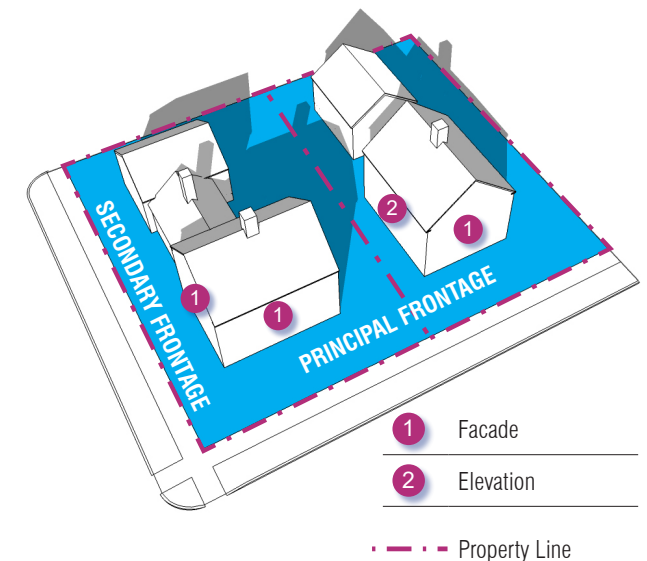 SECONDARY FRONTAGE
2
1
1
1
PRINCIPAL FRONTAGE
1 Facade
2 Elevation
Property Line